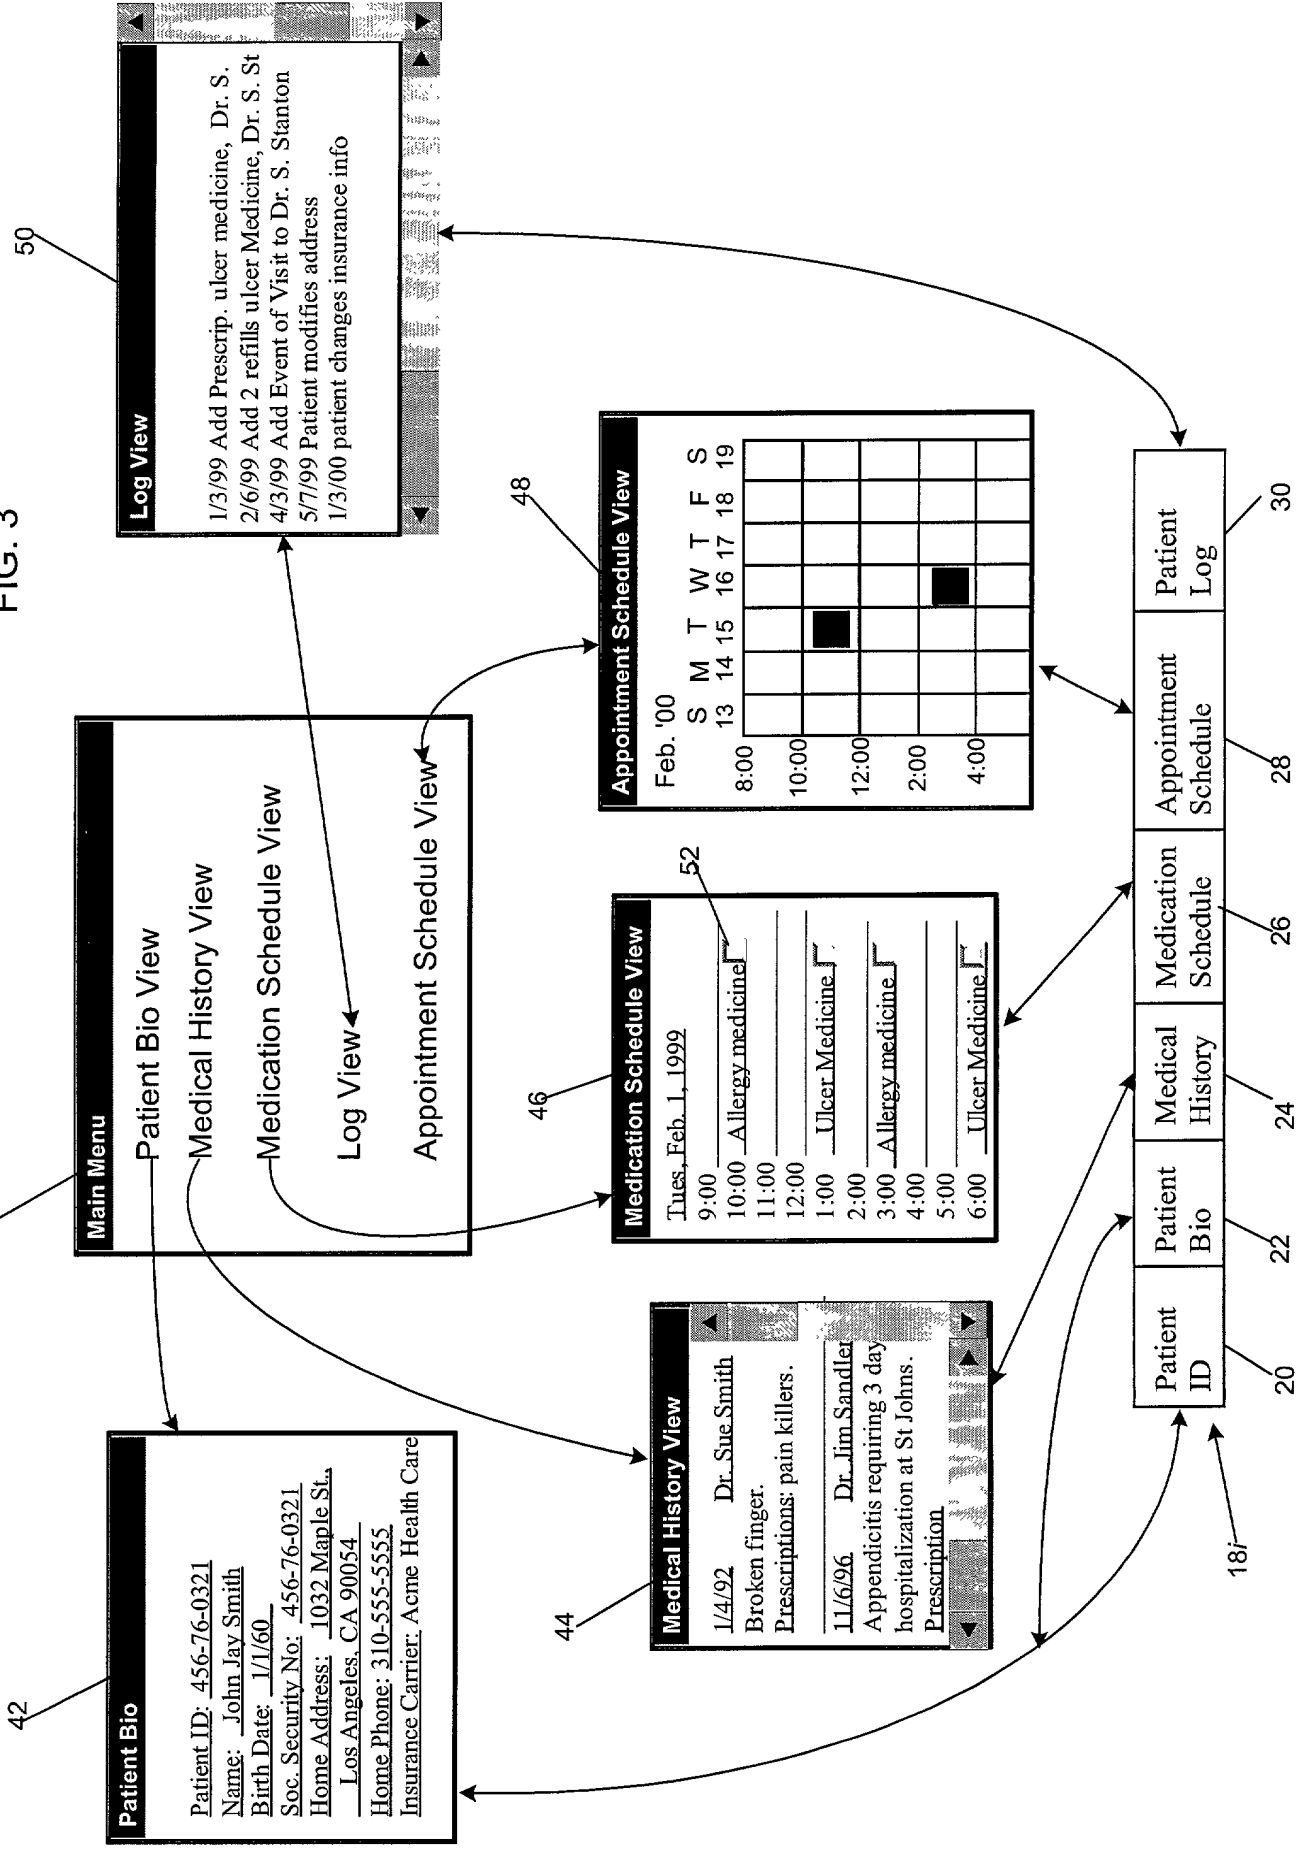 FIG. 3
42
Patient Bio
Patient ID: 456-76-0321
Name: John Jay Smith
Birth Date: 1/1/60
Soc. Security No: 456-76-0321
Home Address: 1032 Maple St.,
Los Angeles, CA 90054
Home Phone: 310-555-5555
Insurance Carrier: Acme Health Care
Main Menu
Patient Bio View
Medical History View
Medication Schedule View
Log View
Appointment Schedule View
50
Log View
1/3/99 Add Prescrip. ulcer medicine, Dr. S.
2/6/99 Add 2 refills ulcer Medicine, Dr. S. St
4/3/99 Add Event of Visit to Dr. S. Stanton
5/7/99 Patient modifies address
1/3/00 patient changes insurance info
44
Medical History View
1/4/92 Dr. Sue Smith
Broken finger.
Prescriptions: pain killers.
11/6/96 Dr. Jim Sandler
Appendicitis requiring 3 day
hospitalization at St Johns.
Prescription
46
Medication Schedule View
Tues, Feb. 1, 1999
9:00
10:00 Allergy medicine
11:00
12:00
1:00 Ulcer Medicine
2:00
3:00 Allergy medicine
4:00
5:00
6:00 Ulcer Medicine
52
48
Appointment Schedule View
Feb. '00
S M T W T F S
13 14 15 16 17 18 19
8:00
10:00
12:00
2:00
4:00
Patient ID
Patient Bio
Medical History
Medication Schedule
Appointment Schedule
Patient Log
18i
20
22
24
26
28
30